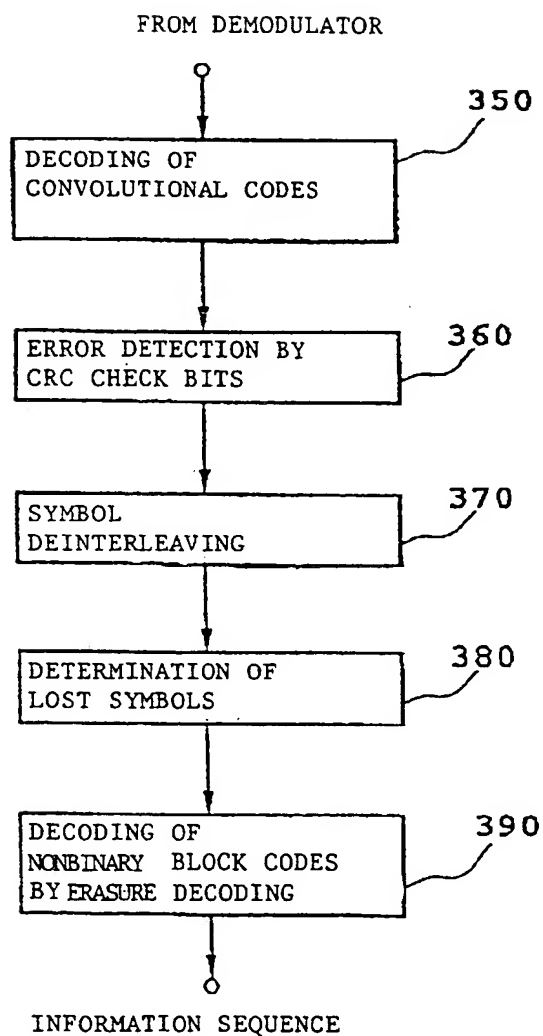 FROM DEMODULATOR
350
DECODING OF
CONVOLUTIONAL CODES
360
ERROR DETECTION BY
CRC CHECK BITS
370
SYMBOL
DEINTERLEAVING
380
DETERMINATION OF
LOST SYMBOLS
390
DECODING OF
NONBINARY BLOCK CODES
BY ERASURE DECODING
INFORMATION SEQUENCE